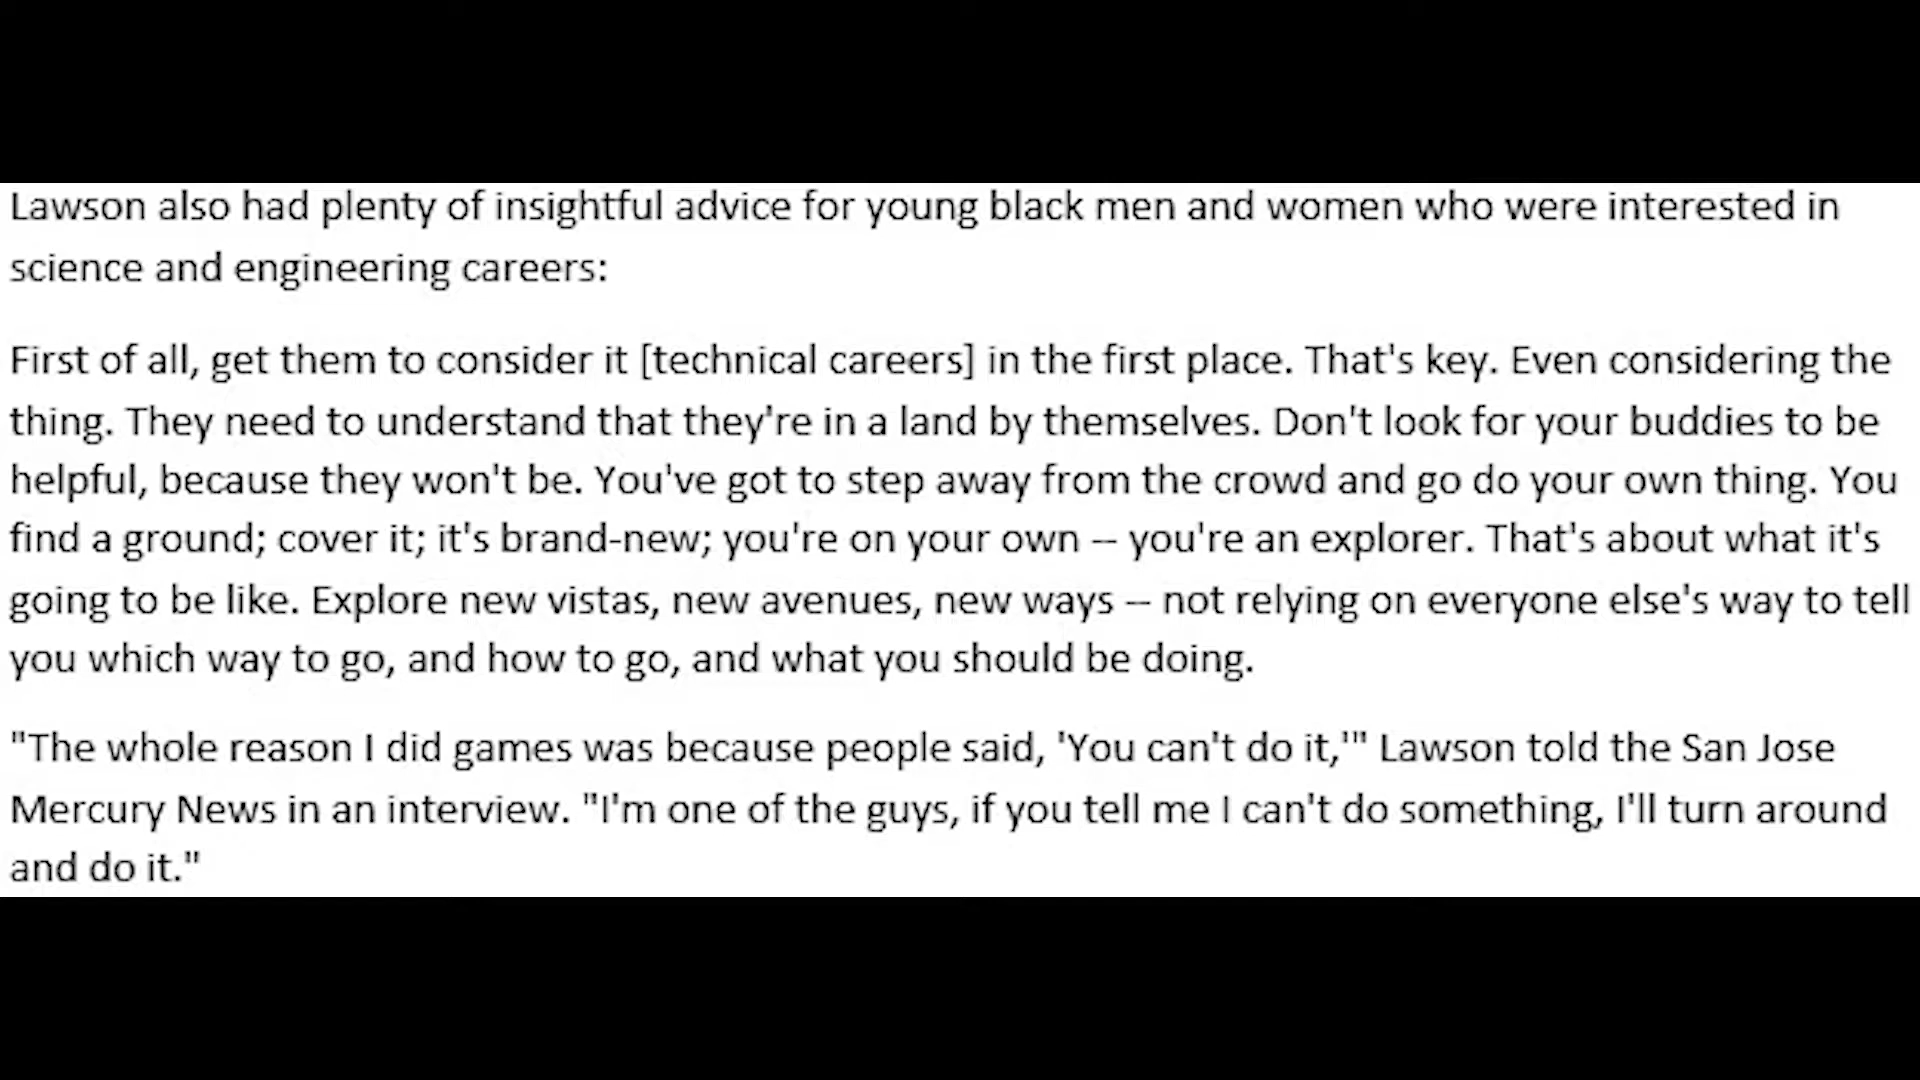 Lawson also had plenty of insightful advice for young black men and women who were interested in
science and engineering careers:
First of all, get them to consider it [technical careers] in the first place. That's key. Even considering the
thing. They need to understand that they're in a land by themselves. Don't look for your buddies to be
helpful, because they won't be. You've got to step away from the crowd and go do your own thing. You
find a ground; cover it; it's brand-new; you're on your own -- you're an explorer. That's about what it's
going to be like. Explore new vistas, new avenues, new ways -- not relying on everyone else's way to tell
you which way to go, and how to go, and what you should be doing.
"The whole reason I did games was because people said, 'You can't do it,'" Lawson told the San Jose
Mercury News in an interview. "I'm one of the guys, if you tell me I can't do something, I'll turn around
and do it."